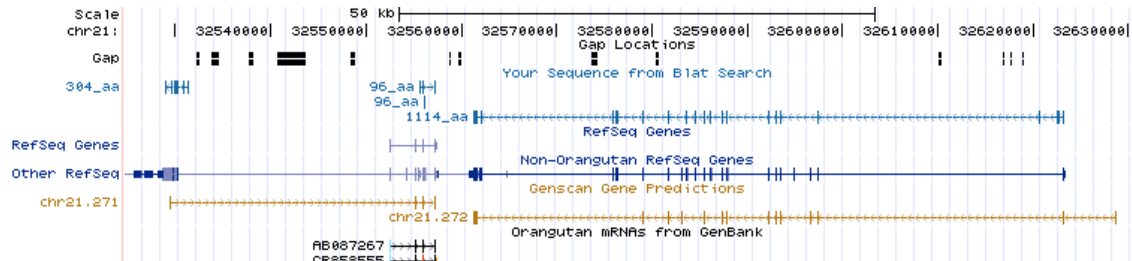 Scale 50 kb
chr21: 32540000 32550000 32560000 32570000 32580000 32590000 32600000 32610000 32620000 32630000
Gap Locations
Gap
Your Sequence from Blat Search
304_aa 96_aa
96_aa
1114_aa
RefSeq Genes
RefSeq Genes
Non-Orangutan RefSeq Genes
Other RefSeq
Genscan Gene Predictions
chr21.271
chr21.272
Orangutan mRNAs from GenBank
AB087267
CR858555